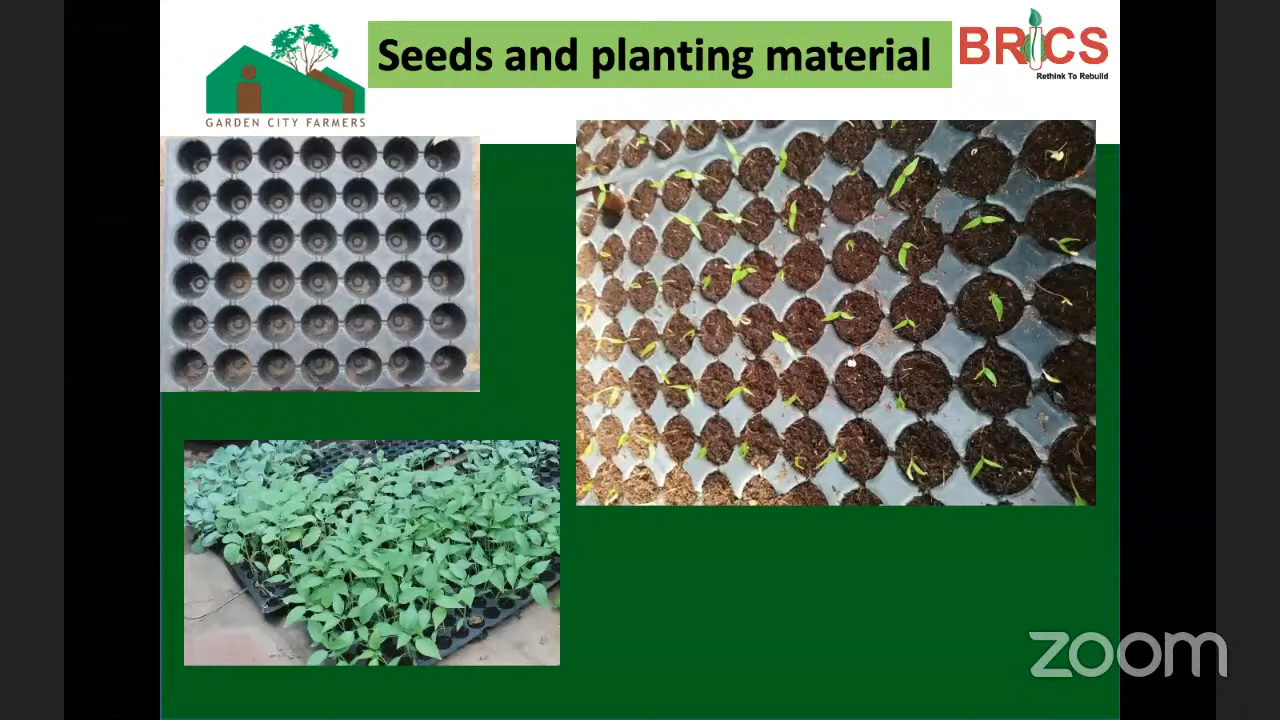 Seeds and planting material
BRICS
Rethink To Rebuild
GARDEN CITY FARMERS
zoom